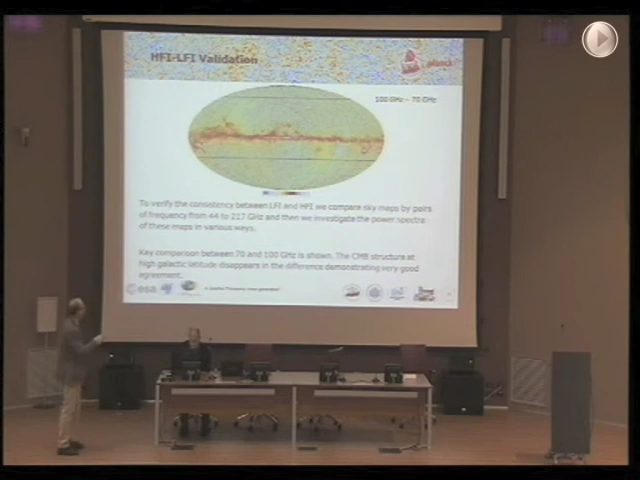 HFI-LFI Validation
planck
100 GHz - 70 GHz
To verify the consistency between LFI and HFI we compare sky maps by pairs
of frequency from 44 to 217 GHz and then we investigate the power spectra
of these maps in various ways.
Key comparison between 70 and 100 GHz is shown. The CMB structure at
high galactic latitude disappears in the difference demonstrating very good
agreement.
esa